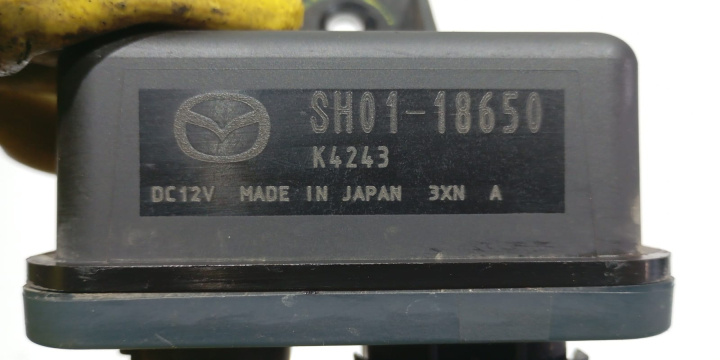 SH01-18650
K4243
DC12V MADE IN JAPAN 3XN A